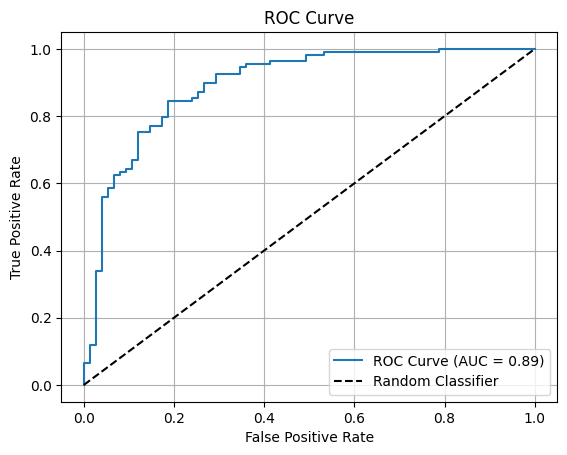 ROC Curve
1.0
0.8
0.6
0.4
0.2
0.0
True Positive Rate
ROC Curve (AUC = 0.89)
Random Classifier
0.0 0.2 0.4 0.6 0.8 1.0
False Positive Rate